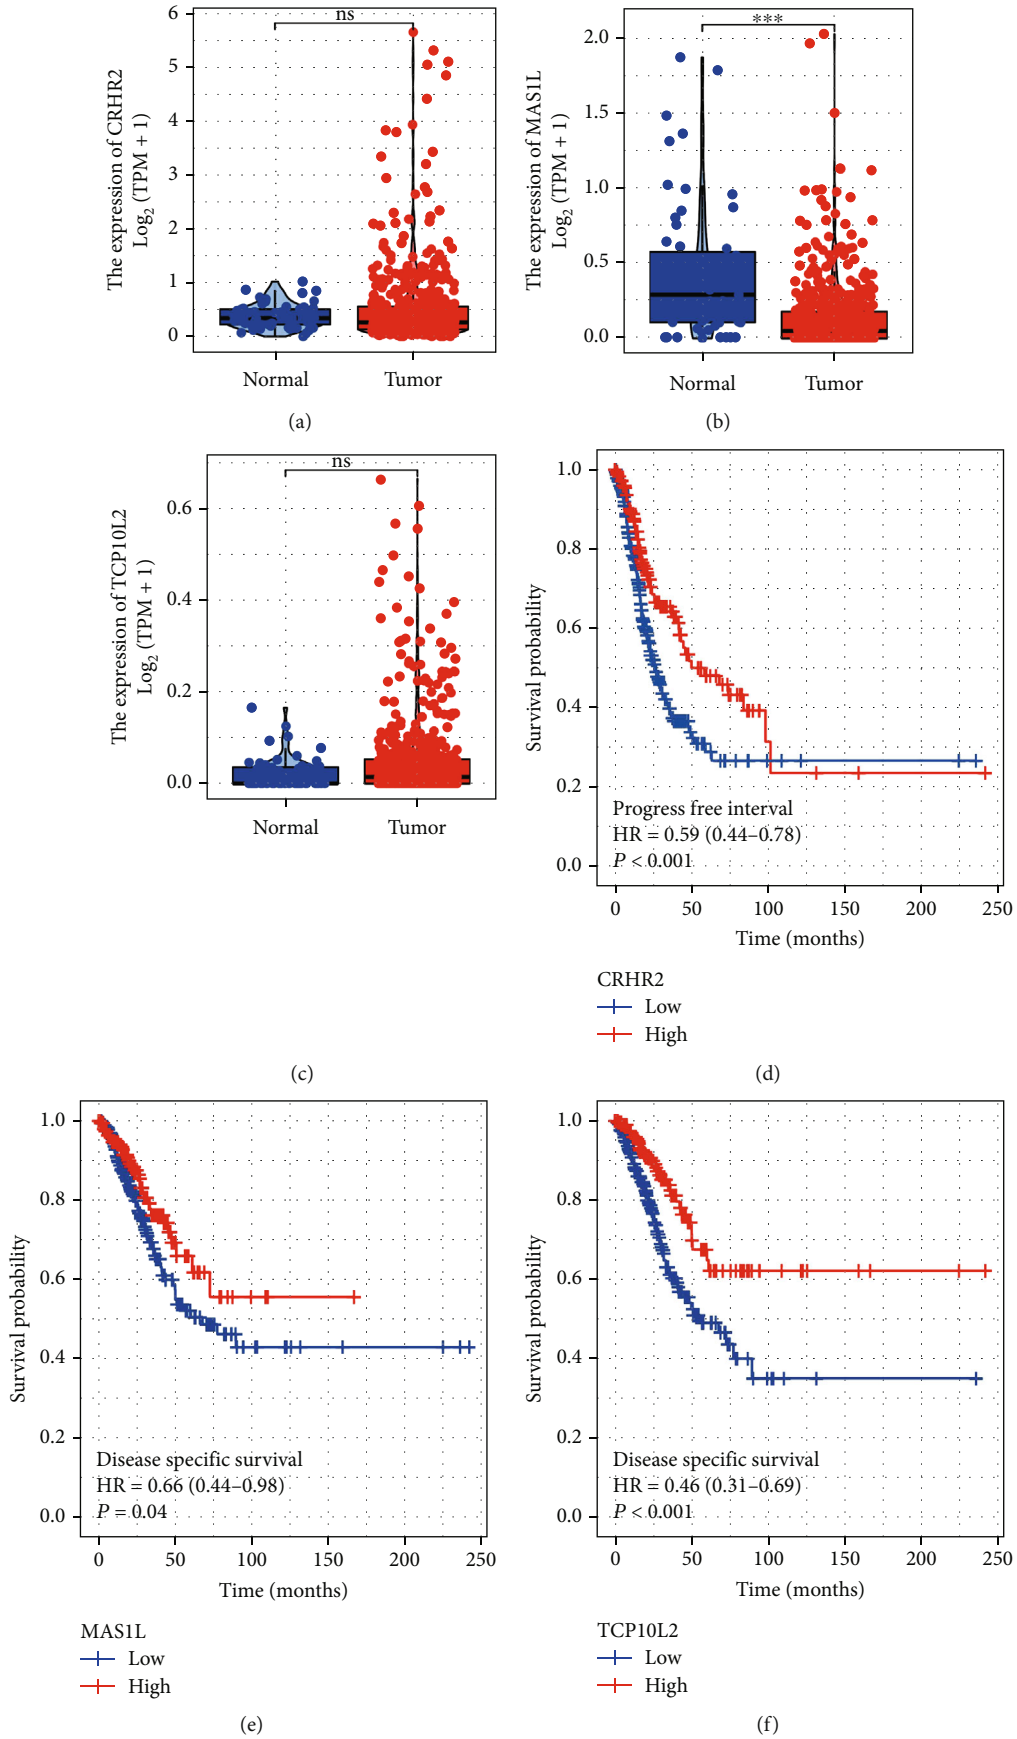 The expression of CRHR2
Log2 (TPM + 1)
6
5
4
3
2
1
0
ns
Normal
Tumor
(a)
The expression of MAS1L
Log2 (TPM + 1)
2.0
1.5
1.0
0.5
0.0
***
Normal
Tumor
(b)
The expression of TCP10L2
Log2 (TPM + 1)
0.6
0.4
0.2
0.0
ns
Normal
Tumor
(c)
Survival probability
1.0
0.8
0.6
0.4
0.2
0.0
Progress free interval
HR = 0.59 (0.44–0.78)
P < 0.001
0 50 100 150 200 250
Time (months)
CRHR2
Low
High
(d)
Survival probability
1.0
0.8
0.6
0.4
0.2
0.0
Disease specific survival
HR = 0.66 (0.44–0.98)
P = 0.04
0 50 100 150 200 250
Time (months)
MAS1L
Low
High
(e)
Survival probability
1.0
0.8
0.6
0.4
0.2
0.0
Disease specific survival
HR = 0.46 (0.31–0.69)
P < 0.001
0 50 100 150 200 250
Time (months)
TCP10L2
Low
High
(f)